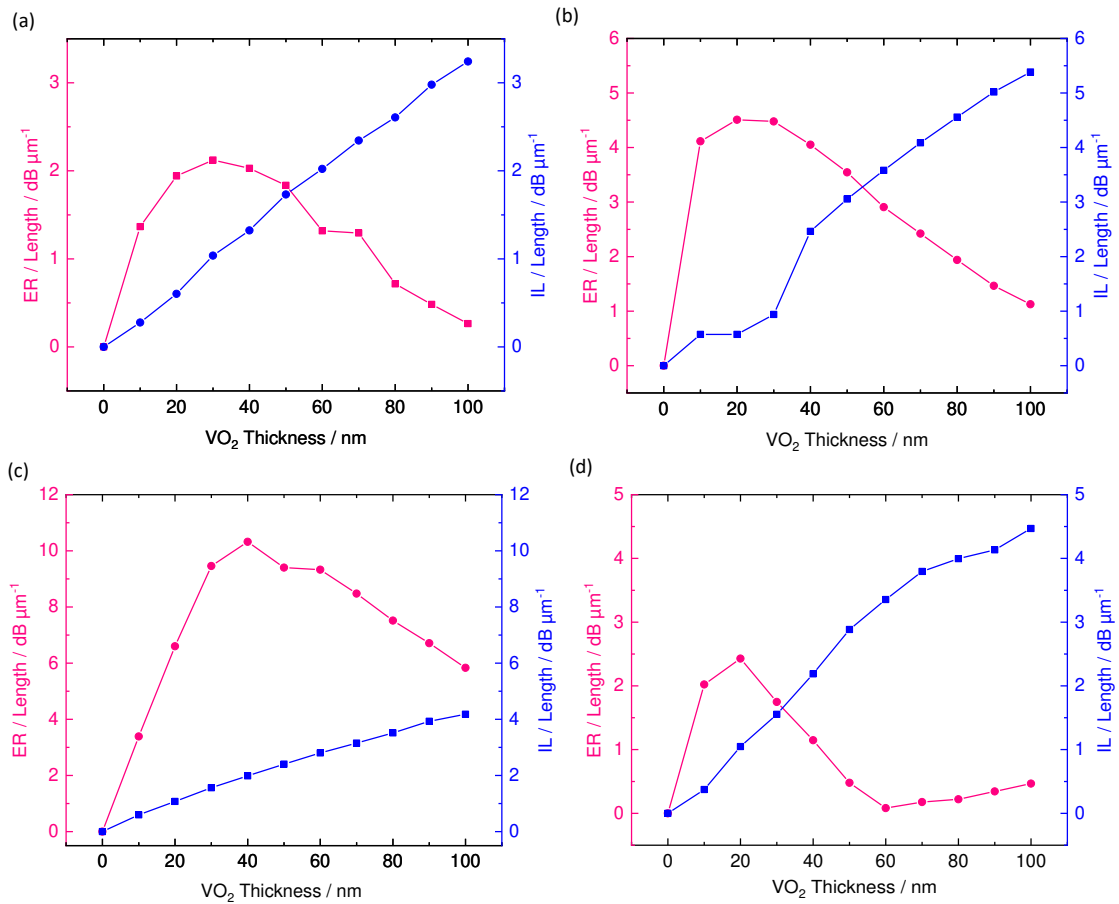 (a)
3
2
1
0
ER / Length / dB µm⁻¹
3
2
1
0
IL / Length / dB µm⁻¹
0 20 40 60 80 100
VO₂ Thickness / nm
(b)
6
5
4
3
2
1
0
ER / Length / dB µm⁻¹
6
5
4
3
2
1
0
IL / Length / dB µm⁻¹
0 20 40 60 80 100
VO₂ Thickness / nm
(c)
12
10
8
6
4
2
0
ER / Length / dB µm⁻¹
12
10
8
6
4
2
0
IL / Length / dB µm⁻¹
0 20 40 60 80 100
VO₂ Thickness / nm
(d)
5
4
3
2
1
0
ER / Length / dB µm⁻¹
5
4
3
2
1
0
IL / Length / dB µm⁻¹
0 20 40 60 80 100
VO₂ Thickness / nm